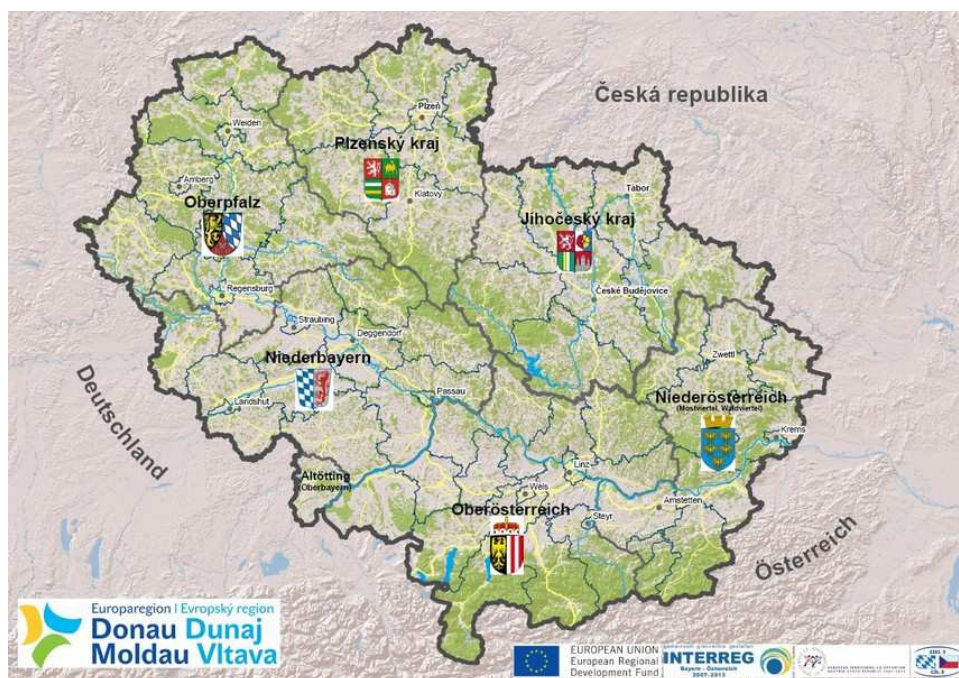 Česká republika
Plzeň
Weiden
Plzeňský kraj
Amberg
Klatovy
Tábor
Oberpfalz
Jihočeský kraj
Regensburg
České Budějovice
Straubing
Deggendorf
Niederbayern
Zwettl
Deutschland
Passau
Niederösterreich
(Mostviertel, Waldviertel)
Landshut
Krems
Linz
Altötting
(Oberbayern)
Wels
Amstetten
Oberösterreich
Steyr
Österreich
Europaregion | Evropský region
Donau Dunaj
Moldau Vltava
EUROPEAN UNION
European Regional
Development Fund
INTERREG
Bayern - Österreich
2007-2013